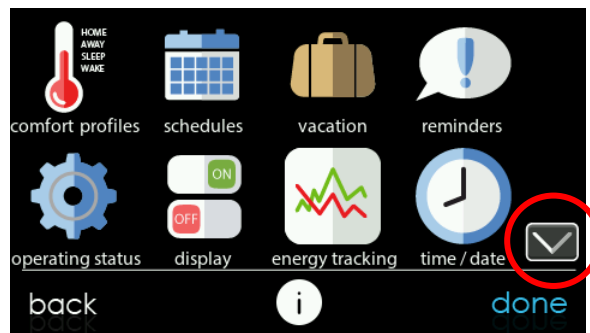 HOME
AWAY
SLEEP
WAKE
comfort profiles schedules vacation reminders
ON
OFF
operating status display energy tracking time / date
back i done